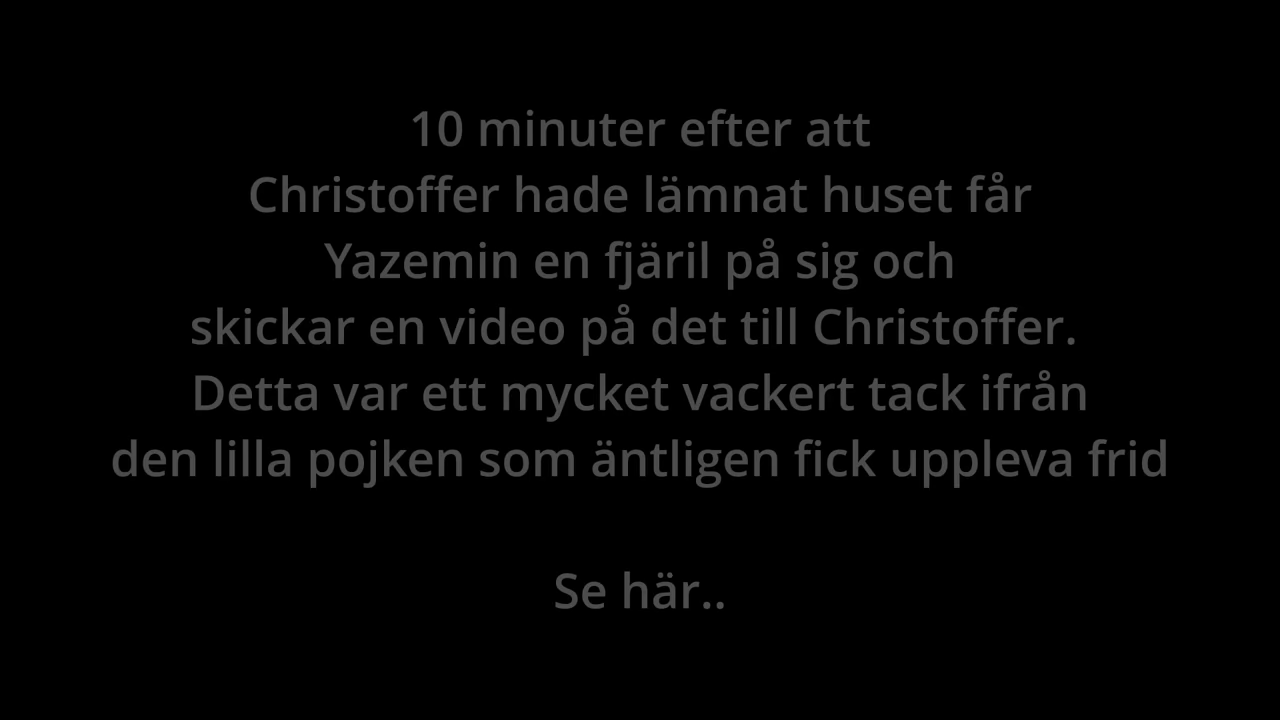 10 minuter efter att
Christoffer hade lämnat huset får
Yazemin en fjäril på sig och
skickar en video på det till Christoffer.
Detta var ett mycket vackert tack ifrån
den lilla pojken som äntligen fick uppleva frid
Se här..